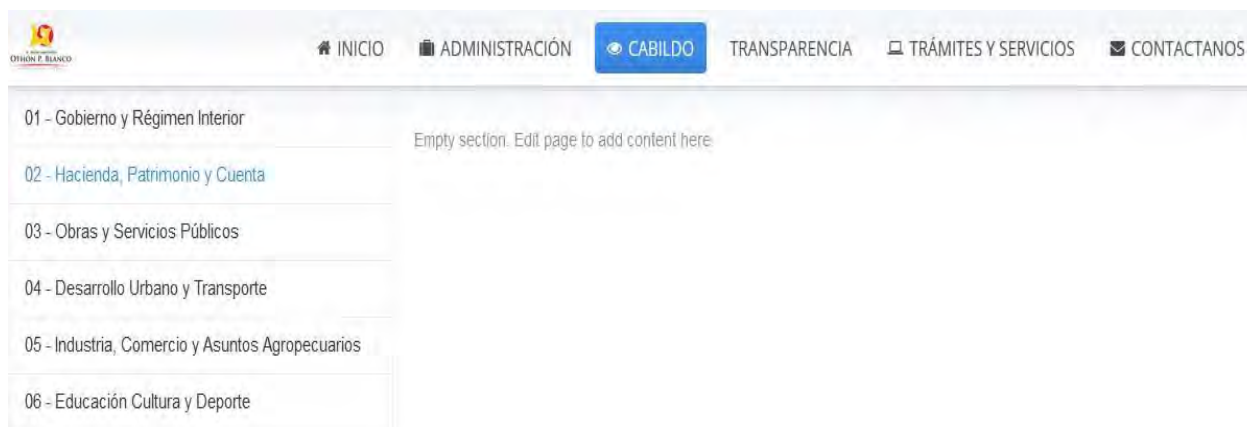 OTHÓN P. BLANCO
INICIO
ADMINISTRACIÓN
CABILDO
TRANSPARENCIA
TRÁMITES Y SERVICIOS
CONTACTANOS
01 - Gobierno y Régimen Interior
02 - Hacienda, Patrimonio y Cuenta
03 - Obras y Servicios Públicos
04 - Desarrollo Urbano y Transporte
05 - Industria, Comercio y Asuntos Agropecuarios
06 - Educación Cultura y Deporte
Empty section. Edit page to add content here